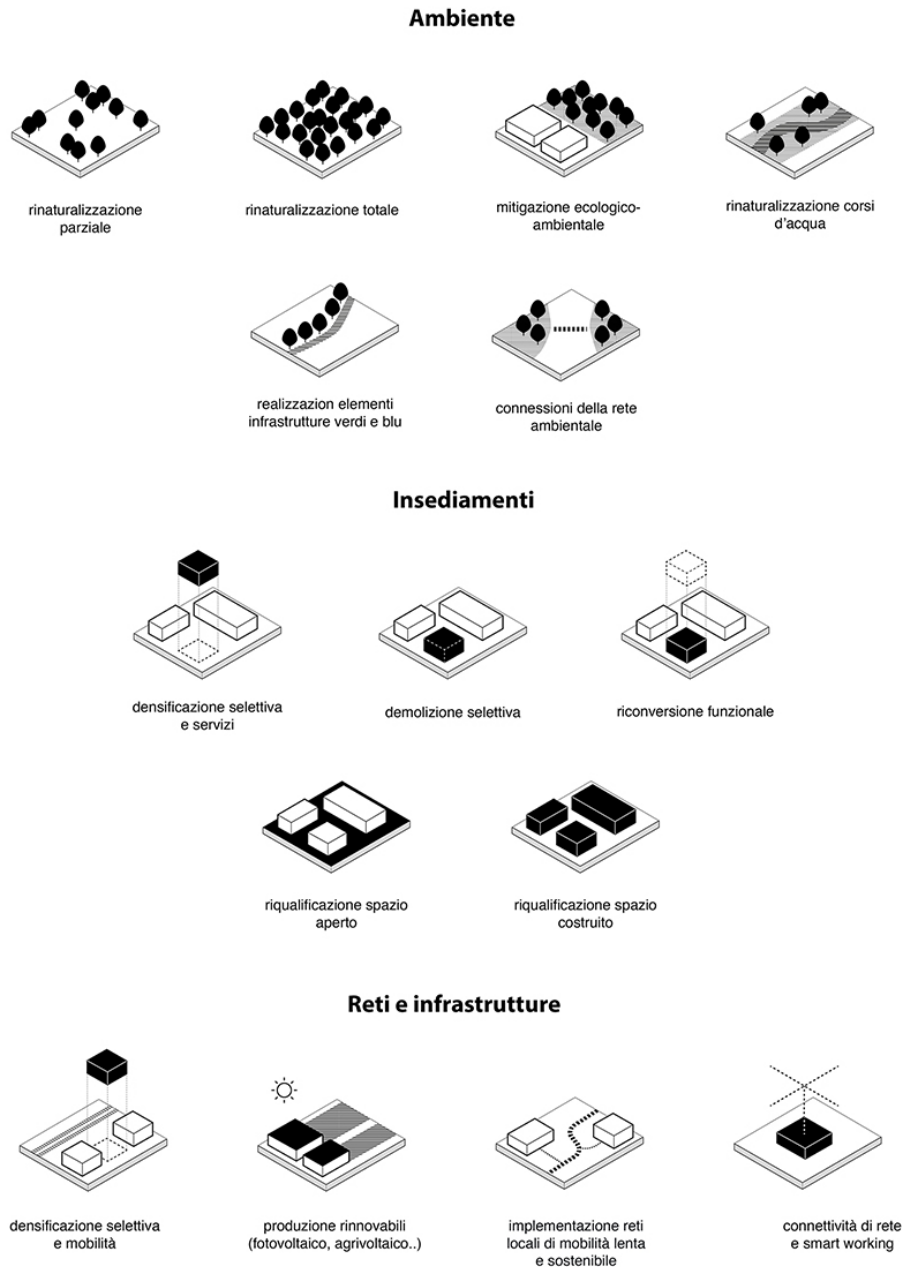 Ambiente
rinaturalizzazione
parziale
rinaturalizzazione totale
mitigazione ecologico-
ambientale
rinaturalizzazione corsi
d'acqua
realizzazion elementi
infrastrutture verdi e blu
connessioni della rete
ambientale
Insediamenti
densificazione selettiva
e servizi
demolizione selettiva
riconversione funzionale
riqualificazione spazio
aperto
riqualificazione spazio
costruito
Reti e infrastrutture
densificazione selettiva
e mobilità
produzione rinnovabili
(fotovoltaico, agrivoltaico..)
implementazione reti
locali di mobilità lenta
e sostenibile
connettività di rete
e smart working